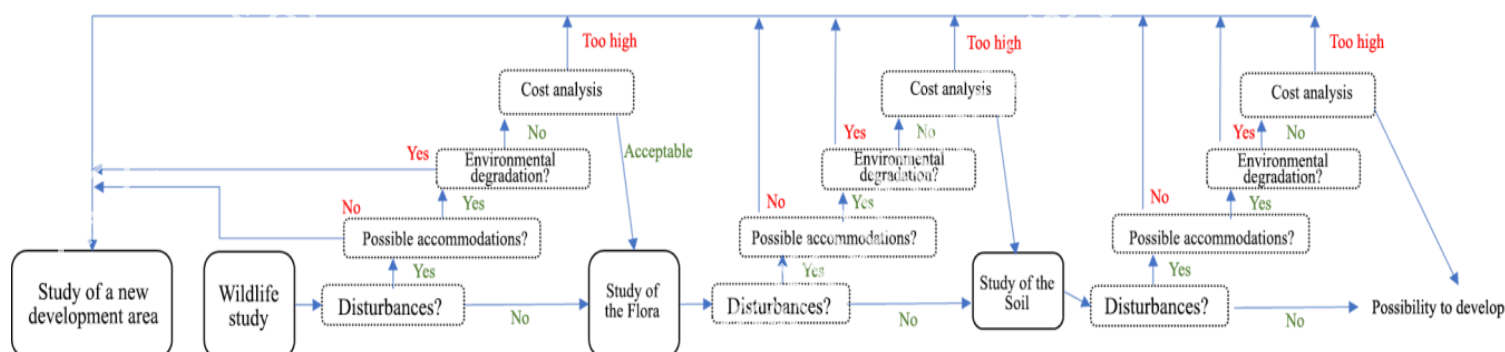 Too high
Too high
Too high
Cost analysis
Cost analysis
Cost analysis
No
No
No
Yes
Yes
Yes
Acceptable
Environmental
degradation?
Environmental
degradation?
Environmental
degradation?
No
Yes
No
Yes
No
Yes
Possible accommodations?
Possible accommodations?
Possible accommodations?
Yes
Yes
Yes
Study of a new
development area
Wildlife
study
Disturbances?
No
Study of
the Flora
Disturbances?
No
Study of the
Soil
Disturbances?
No
Possibility to develop